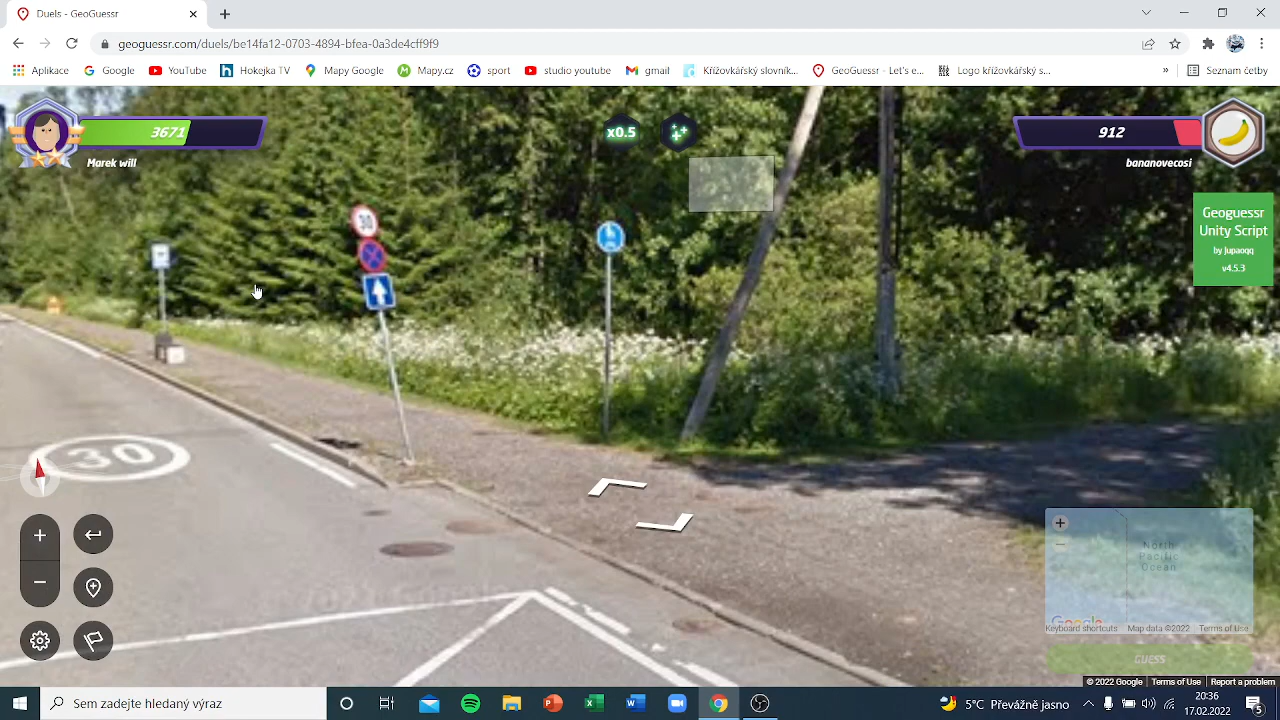 Duels - GeoGuessr
geoguessr.com/duels/be14fa12-0703-4894-bfea-0a3de4cff9f9
Aplikace
Google
YouTube
Hokejka TV
Mapy Google
Mapy.cz
sport
studio youtube
gmail
Křížovkářský slovní...
GeoGuessr - Let's e...
Logo křížovkářský s...
»
Seznam četby
3671
Marek will
x0.5
912
bananovecosi
Geoguessr
Unity Script
by Jupaoqq
v4.5.3
30
30
North
Pacific
Ocean
Google
Keyboard shortcuts
Map data ©2022
Terms of Use
GUESS
© 2022 Google
Terms of Use
Report a problem
Sem zadejte hledaný výraz
5°C Převážně jasno
20:36
17.02.2022